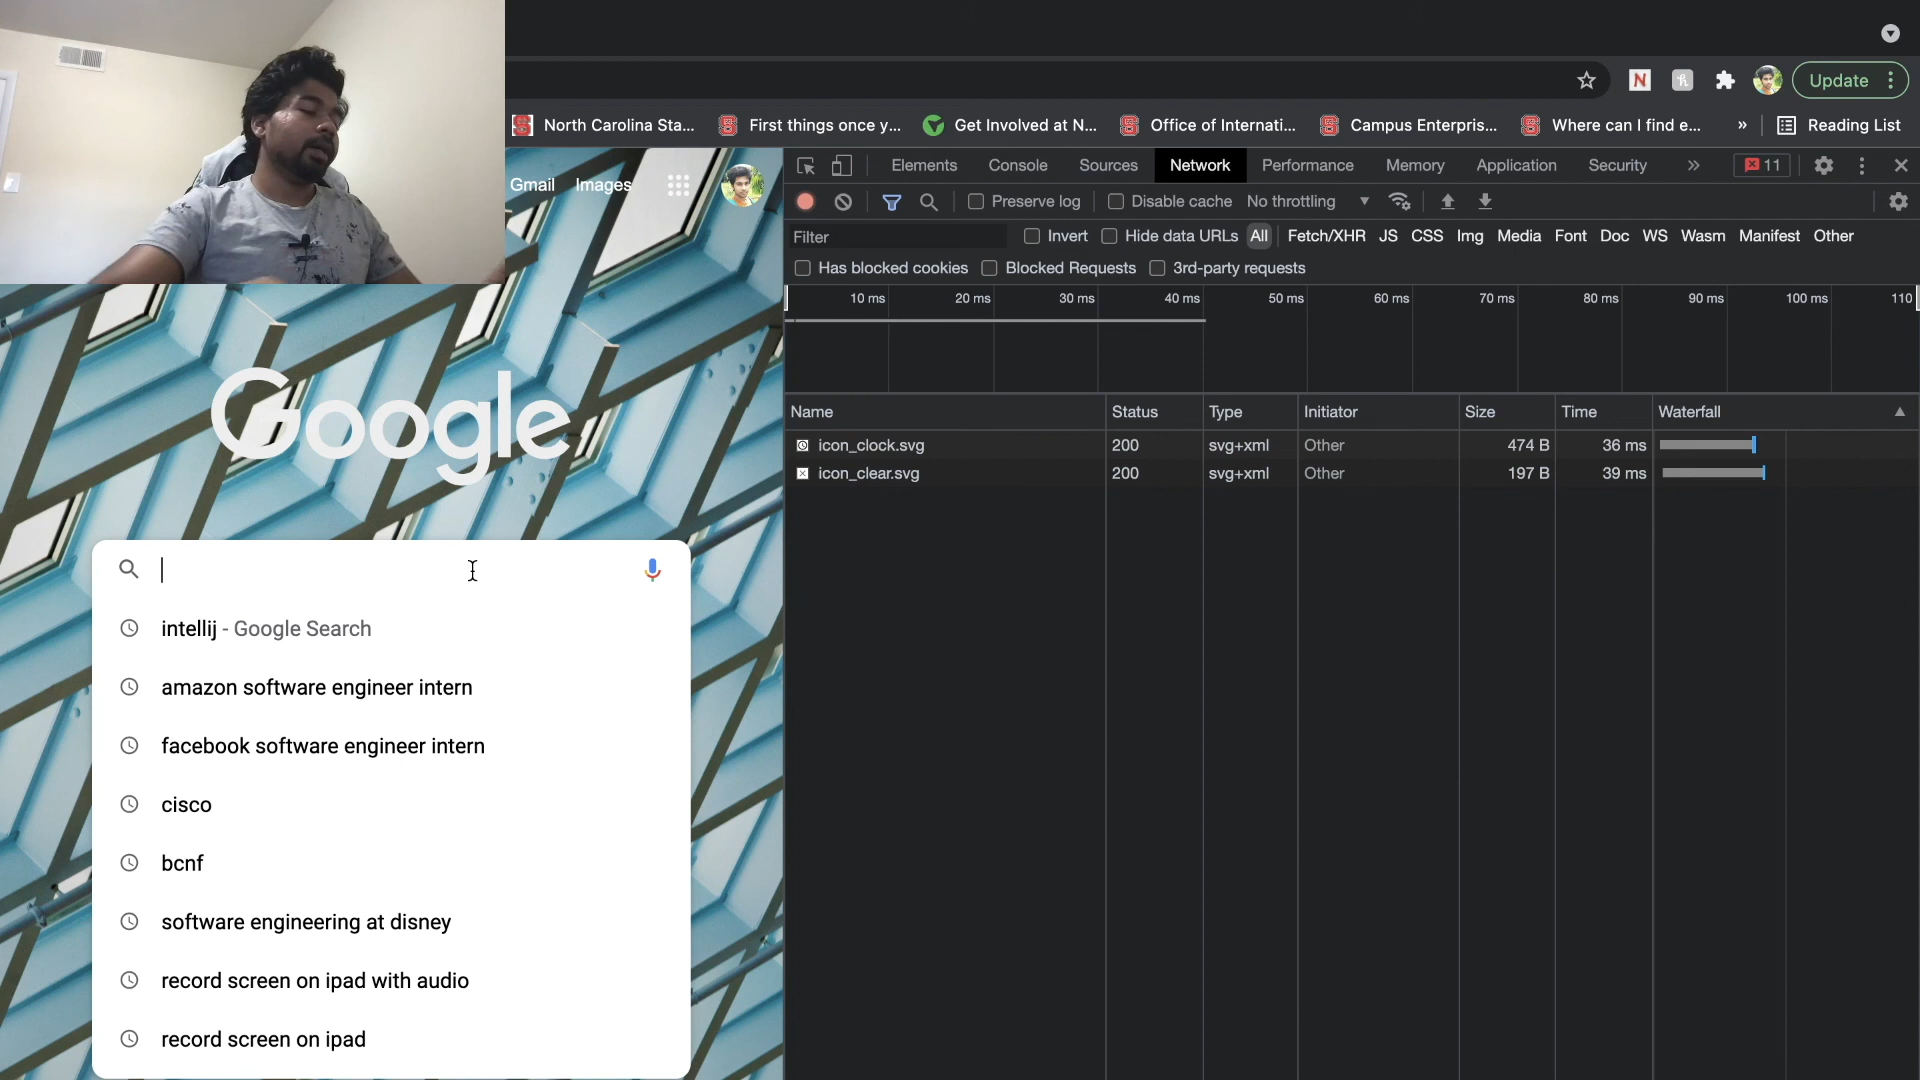 Update
North Carolina Sta...
First things once y...
Get Involved at N...
Office of Internati...
Campus Enterpris...
Where can I find e...
»
Reading List
Gmail Images
Elements Console Sources Network Performance Memory Application Security » 11
Preserve log Disable cache No throttling
Filter Invert Hide data URLs All Fetch/XHR JS CSS Img Media Font Doc WS Wasm Manifest Other
Has blocked cookies Blocked Requests 3rd-party requests
10 ms 20 ms 30 ms 40 ms 50 ms 60 ms 70 ms 80 ms 90 ms 100 ms 110
Name Status Type Initiator Size Time Waterfall
icon_clock.svg 200 svg+xml Other 474 B 36 ms
icon_clear.svg 200 svg+xml Other 197 B 39 ms
Google
intellij - Google Search
amazon software engineer intern
facebook software engineer intern
cisco
bcnf
software engineering at disney
record screen on ipad with audio
record screen on ipad